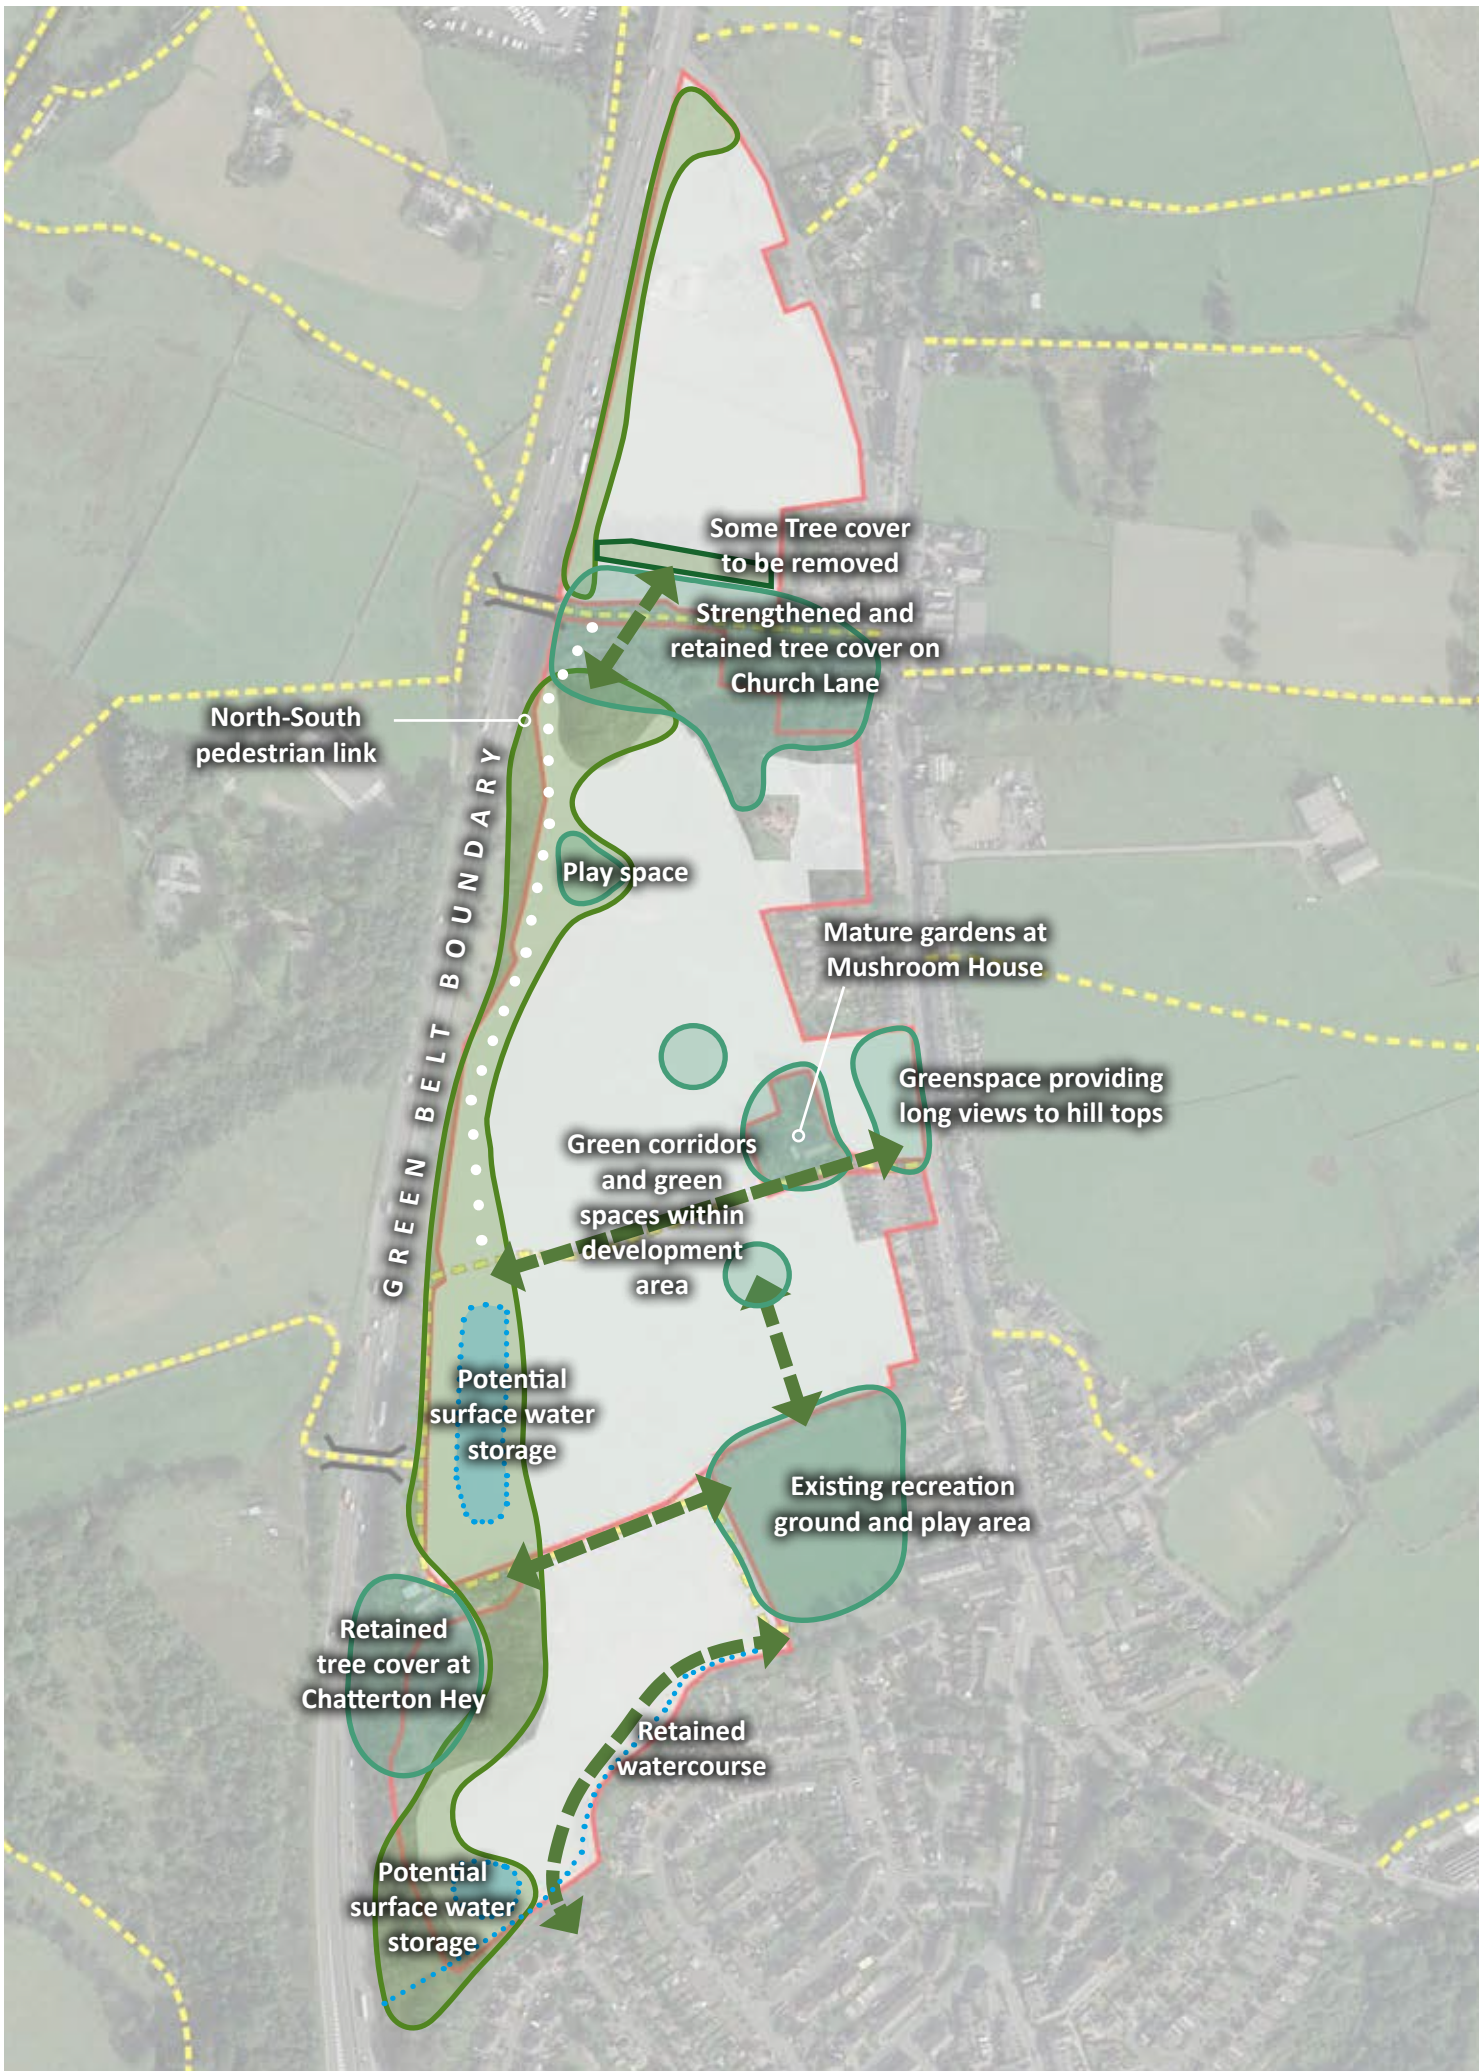 Some Tree cover
to be removed
Strengthened and
retained tree cover on
Church Lane
North-South
pedestrian link
GREEN BELT BOUNDARY
Play space
Mature gardens at
Mushroom House
Greenspace providing
long views to hill tops
Green corridors
and green
spaces within
development
area
Potential
surface water
storage
Existing recreation
ground and play area
Retained
tree cover at
Chatterton Hey
Retained
watercourse
Potential
surface water
storage